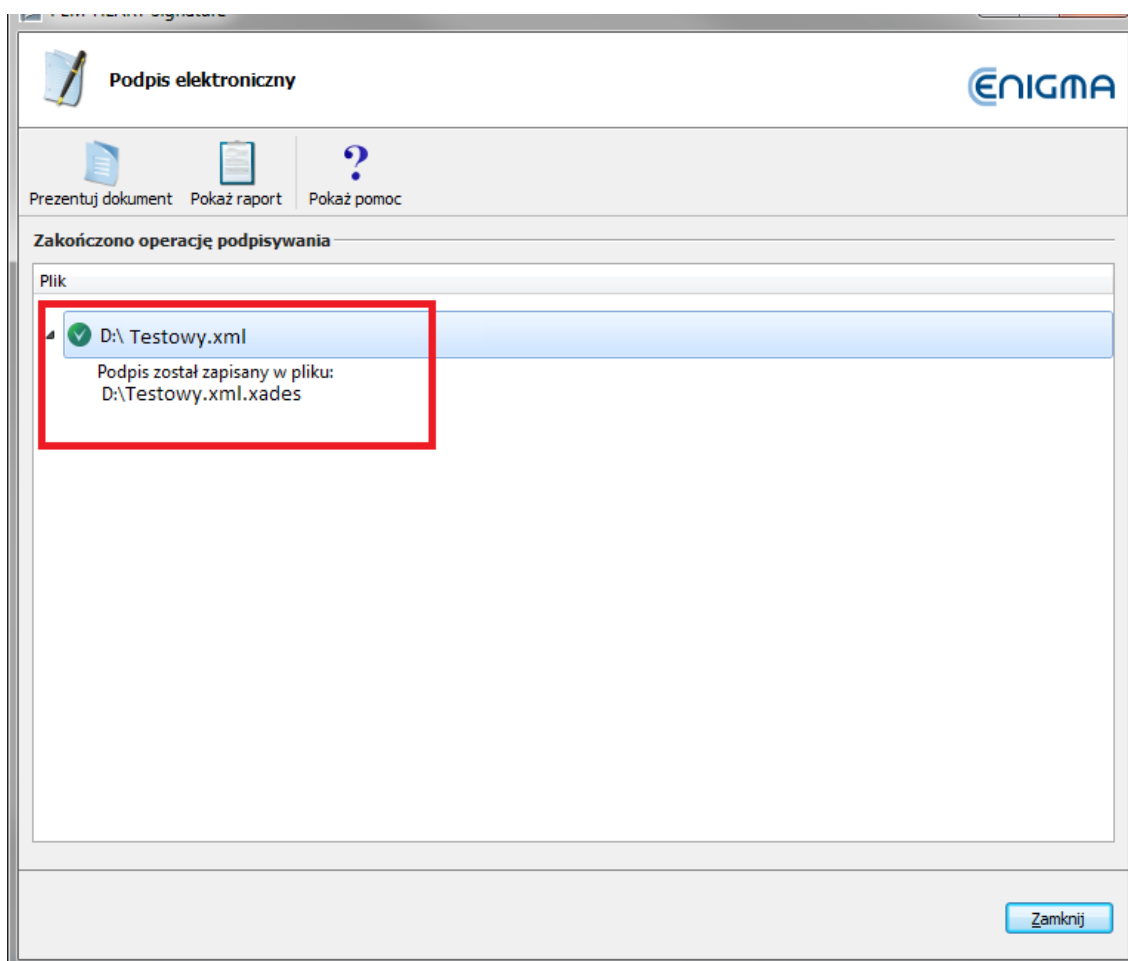 Podpis elektroniczny
ENIGMA
Prezentuj dokument Pokaż raport Pokaż pomoc
Zakończono operację podpisywania
Plik
D:\ Testowy.xml
Podpis został zapisany w pliku:
D:\Testowy.xml.xades
Zamknij